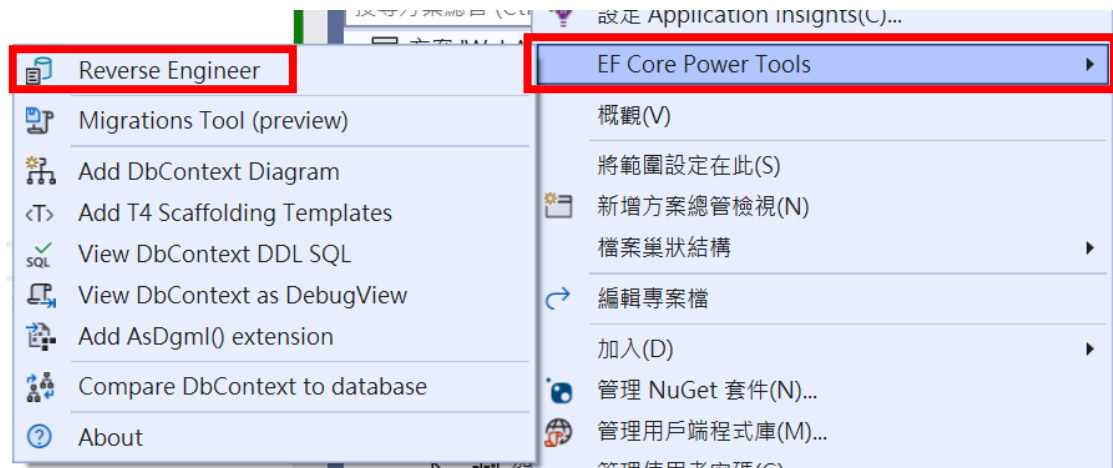 設定 Application Insights(C)...
EF Core Power Tools
概觀(V)
將範圍設定在此(S)
新增方案總管檢視(N)
檔案巢狀結構
編輯專案檔
加入(D)
管理 NuGet 套件(N)...
管理用戶端程式庫(M)...
Reverse Engineer
Migrations Tool (preview)
Add DbContext Diagram
Add T4 Scaffolding Templates
View DbContext DDL SQL
View DbContext as DebugView
Add AsDgml() extension
Compare DbContext to database
About